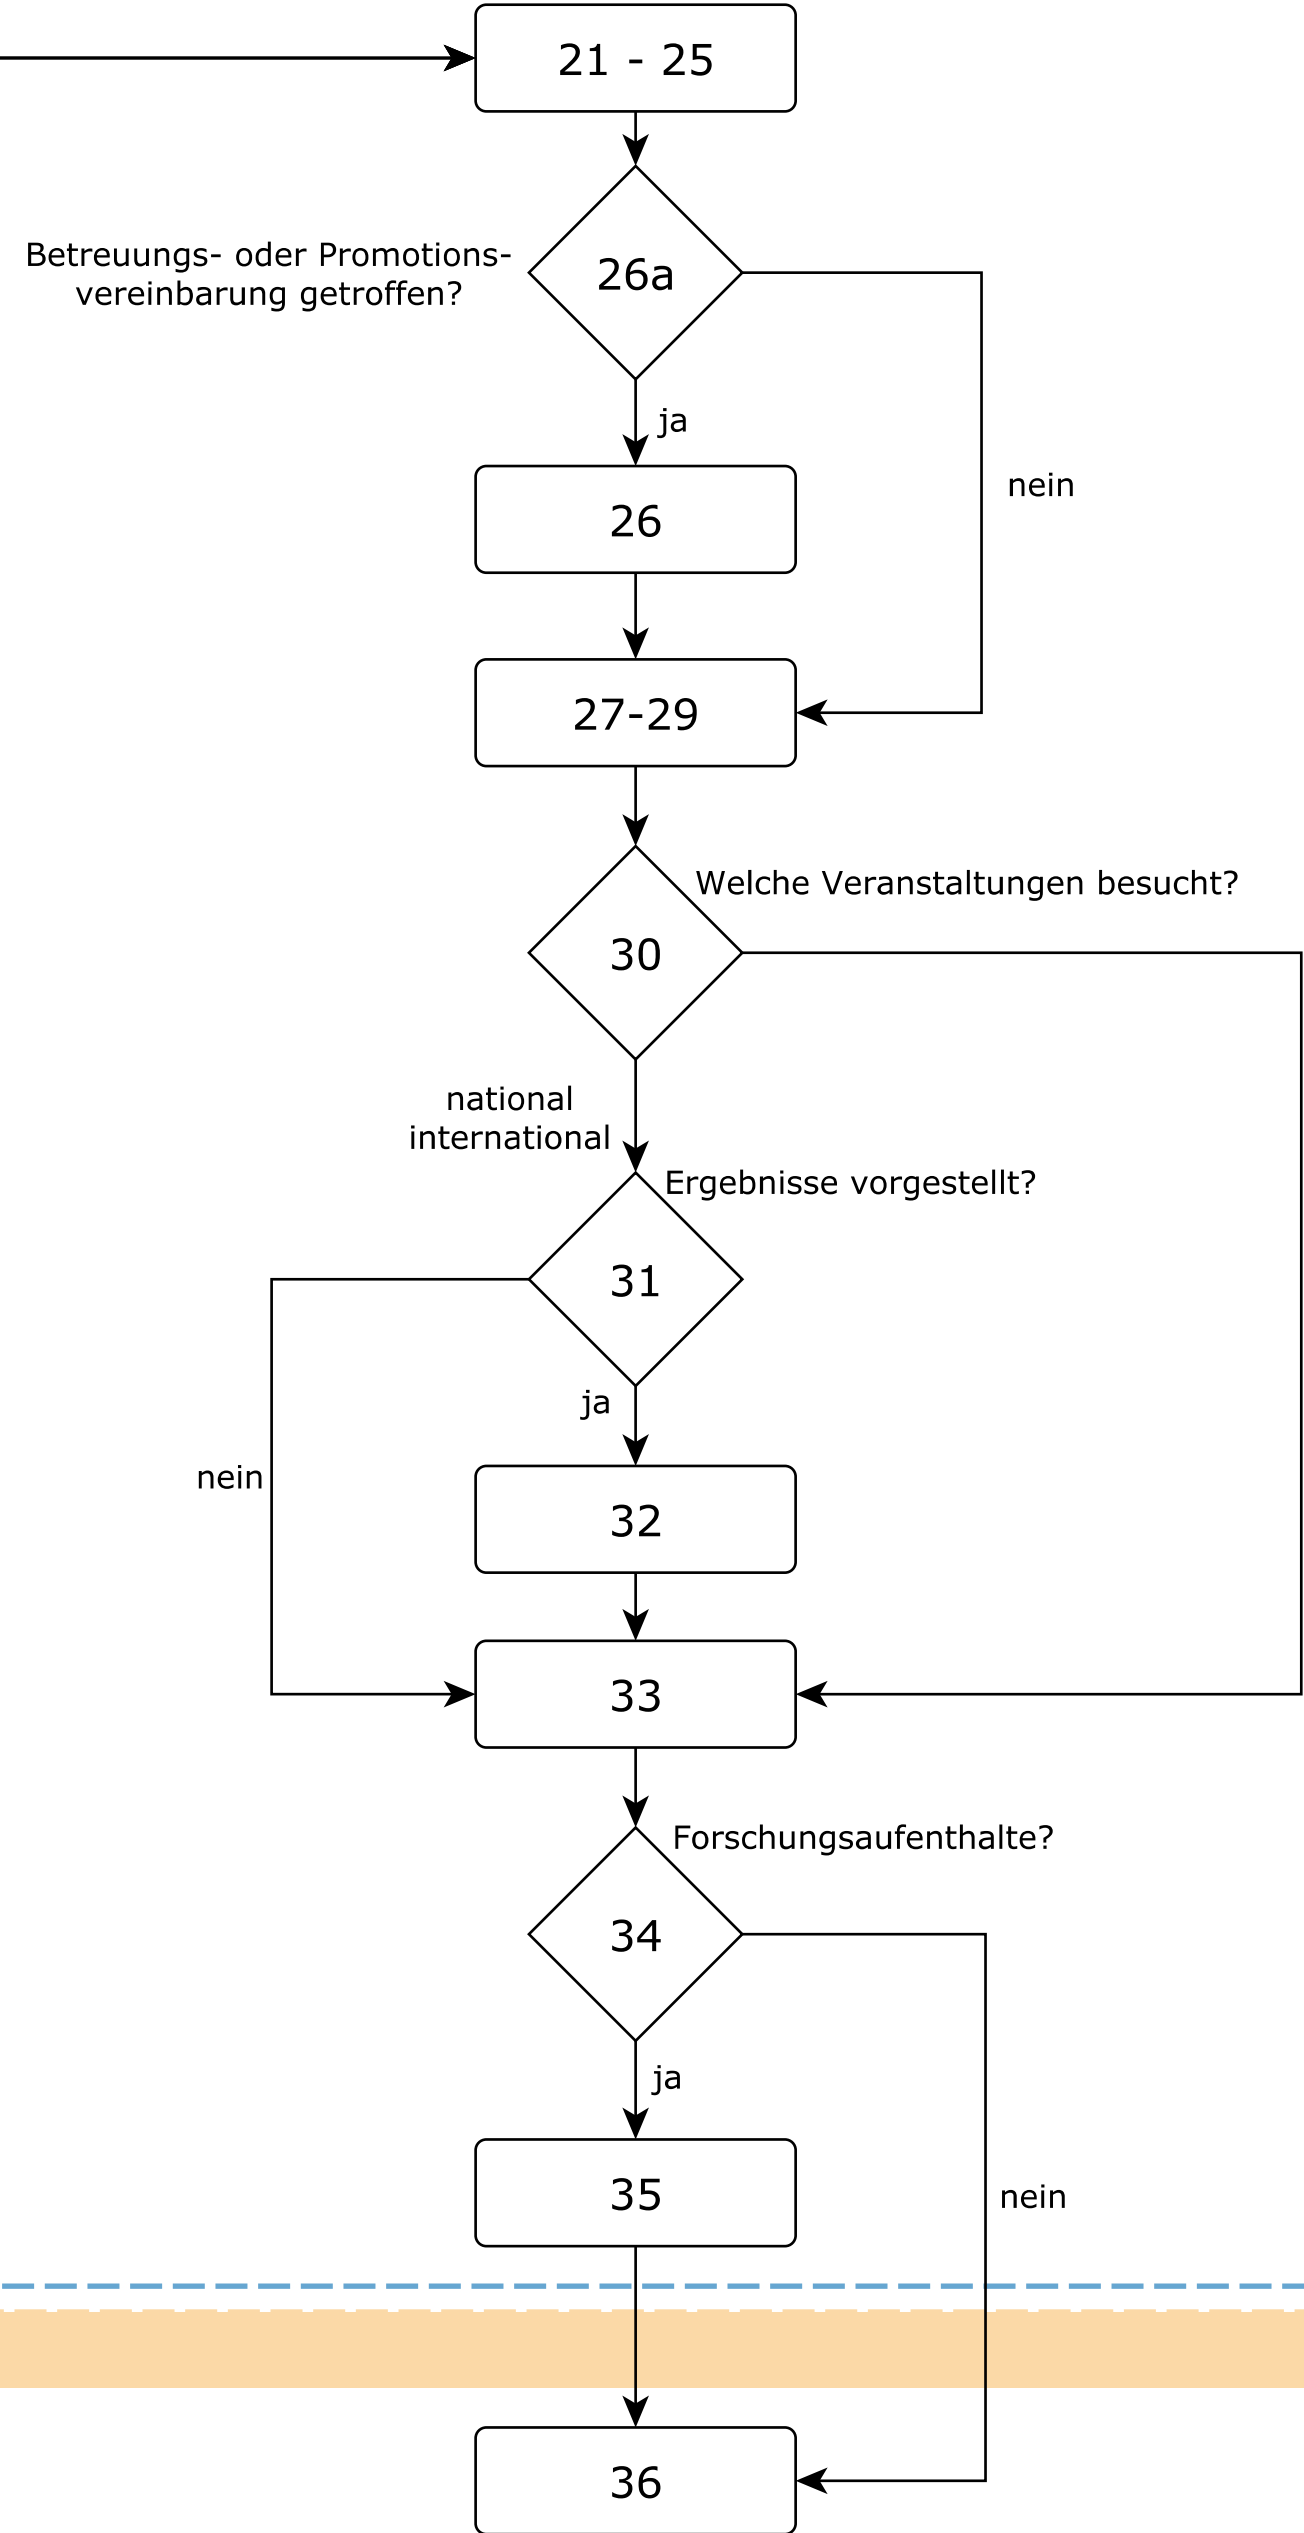 21 - 25
Betreuungs- oder Promotions-
vereinbarung getroffen?
26a
ja
nein
26
27-29
Welche Veranstaltungen besucht?
30
national
international
Ergebnisse vorgestellt?
31
ja
nein
32
33
Forschungsaufenthalte?
34
ja
35
nein
36